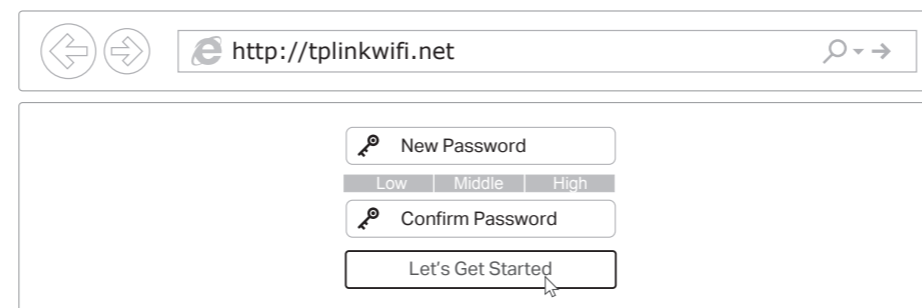 http://tplinkwifi.net
New Password
Low Middle High
Confirm Password
Let's Get Started